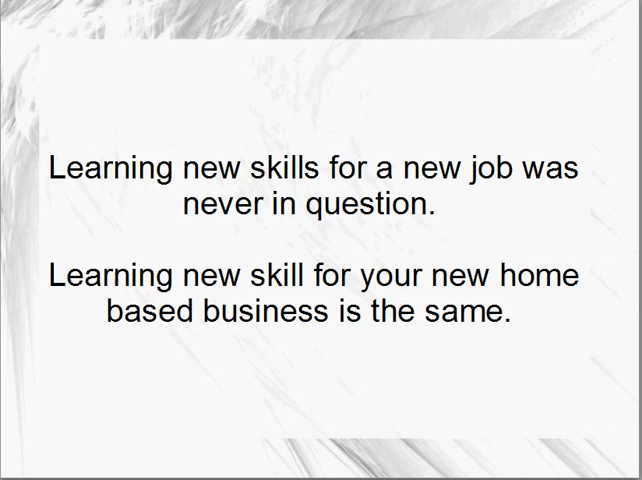 Learning new skills for a new job was
never in question.
Learning new skill for your new home
based business is the same.